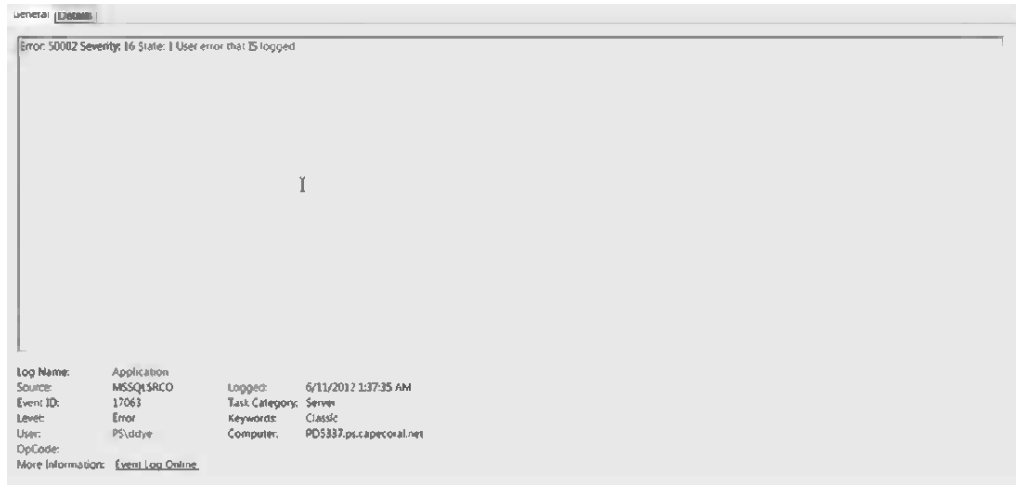 General Details
Error: 50002 Severity: 16 State: 1 User error that IS logged
Log Name: Application
Source: MSSQL$RCO Logged: 6/11/2012 1:37:35 AM
Event ID: 17063 Task Category: Server
Level: Error Keywords: Classic
User: PS\ddye Computer: PD5337.ps.capecoral.net
OpCode:
More Information: Event Log Online